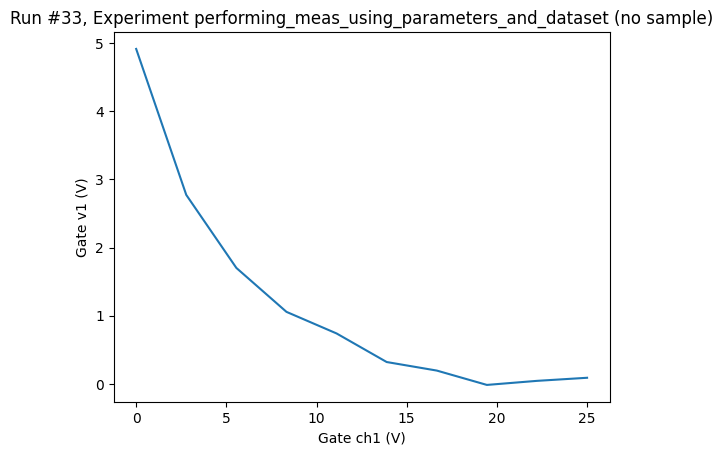 Run #33, Experiment performing_meas_using_parameters_and_dataset (no sample)
5
4
3
2
1
0
Gate v1 (V)
0 5 10 15 20 25
Gate ch1 (V)